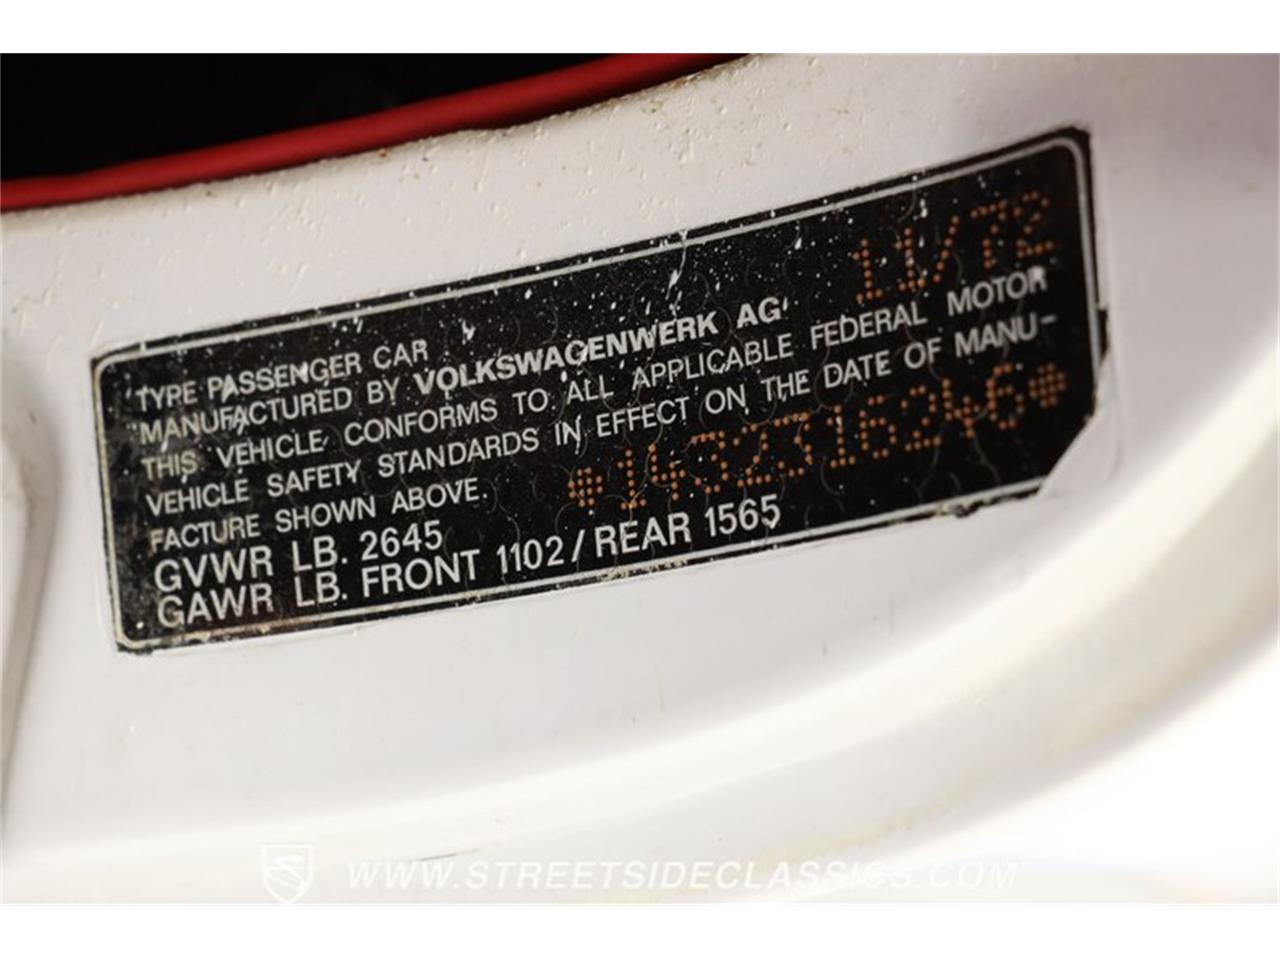 11/72
TYPE PASSENGER CAR
MANUFACTURED BY VOLKSWAGENWERK AG
THIS VEHICLE CONFORMS TO ALL APPLICABLE FEDERAL MOTOR
VEHICLE SAFETY STANDARDS IN EFFECT ON THE DATE OF MANU-
FACTURE SHOWN ABOVE. *1432316246*
GVWR LB. 2645
GAWR LB. FRONT 1102/REAR 1565
WWW.STREETSIDECLASSICS.COM